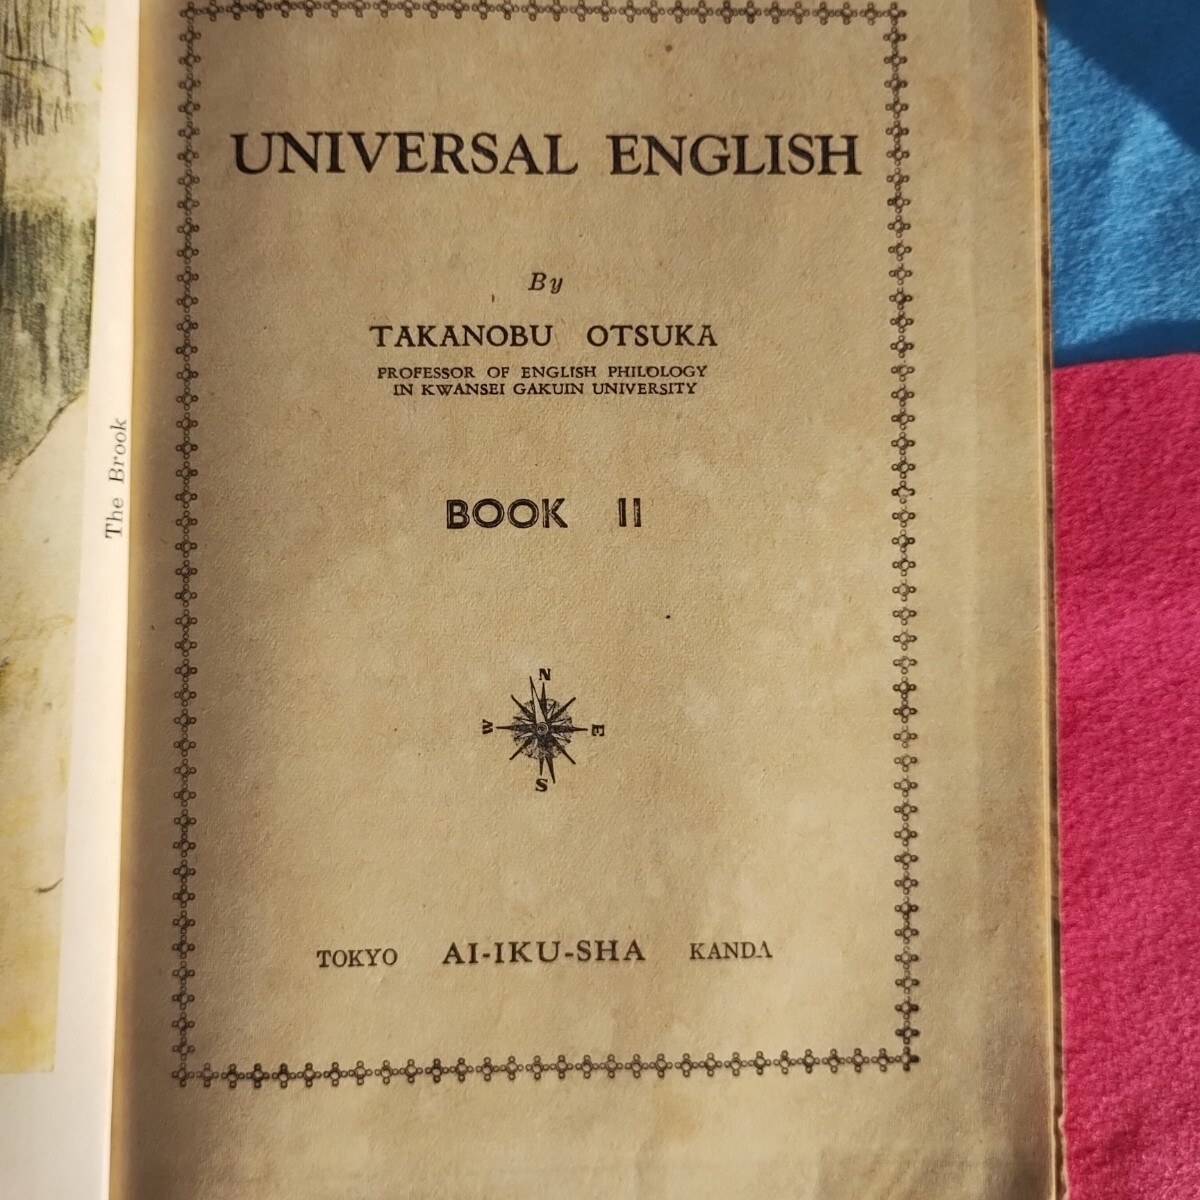 The Brook
UNIVERSAL ENGLISH
By
TAKANOBU OTSUKA
PROFESSOR OF ENGLISH PHILOLOGY
IN KWANSEI GAKUIN UNIVERSITY
BOOK II
N
W E
S
TOKYO AI-IKU-SHA KANDA